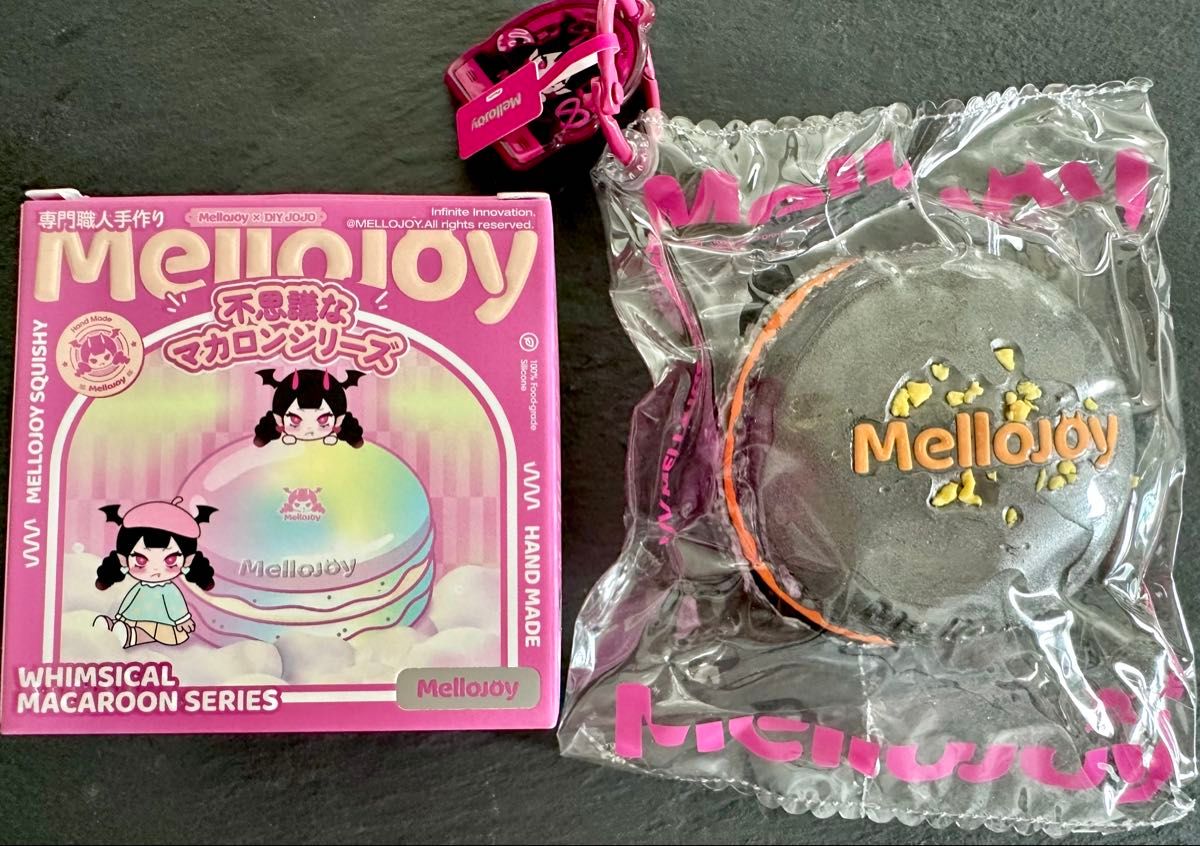 Mellojoy
専門職人手作り
Mellojoy × DIY JOJO
Infinite Innovation.
@MELLOJOY.All rights reserved.
Mellojoy
不思議な
マカロンシリーズ
Hand Made
Mellojoy
MELLOJOY SQUISHY
100% Food-grade
Silicone
HAND MADE
Mellojoy
Mellojoy
WHIMSICAL
MACAROON SERIES
Mellojoy
Mellojoy
Mellojoy
Mellojoy